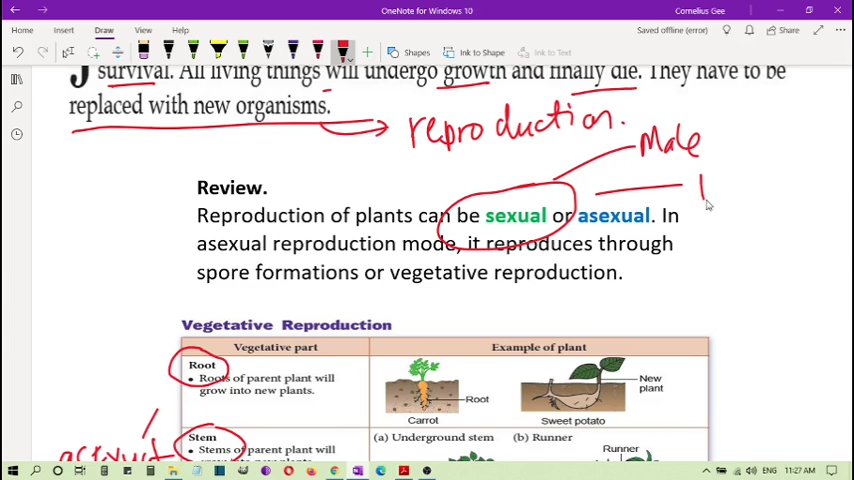 OneNote for Windows 10
Cornelius Gee
Home Insert Draw View Help
Saved offline (error)
Share
Shapes
Ink to Shape
Ink to Text
J survival. All living things will undergo growth and finally die. They have to be
replaced with new organisms.
reproduction.
Male
Review.
Reproduction of plants can be sexual or asexual. In
asexual reproduction mode, it reproduces through
spore formations or vegetative reproduction.
Vegetative Reproduction
Vegetative part Example of plant
Root
• Roots of parent plant will
grow into new plants.
Root
New
plant
Carrot Sweet potato
Stem
• Stems of parent plant will
(a) Underground stem (b) Runner
Runner
ENG 11:27 AM